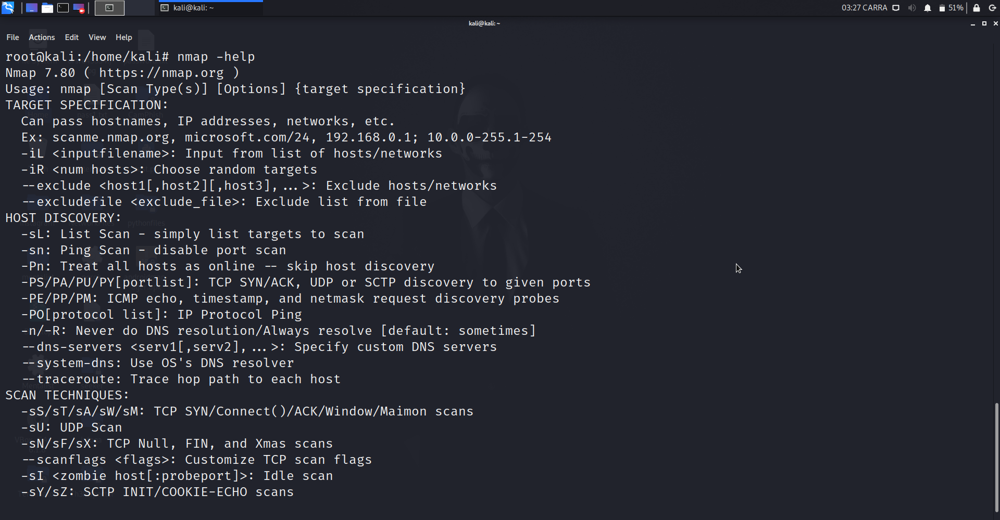 kali@kali: ~
03:27 CARRA
51%
kali@kali: ~
File Actions Edit View Help
root@kali:/home/kali# nmap -help
Nmap 7.80 ( https://nmap.org )
Usage: nmap [Scan Type(s)] [Options] {target specification}
TARGET SPECIFICATION:
  Can pass hostnames, IP addresses, networks, etc.
  Ex: scanme.nmap.org, microsoft.com/24, 192.168.0.1; 10.0.0-255.1-254
  -iL <inputfilename>: Input from list of hosts/networks
  -iR <num hosts>: Choose random targets
  --exclude <host1[,host2][,host3],...>: Exclude hosts/networks
  --excludefile <exclude_file>: Exclude list from file
HOST DISCOVERY:
pythonfiles
  -sL: List Scan - simply list targets to scan
  -sn: Ping Scan - disable port scan
  -Pn: Treat all hosts as online -- skip host discovery
  -PS/PA/PU/PY[portlist]: TCP SYN/ACK, UDP or SCTP discovery to given ports
  -PE/PP/PM: ICMP echo, timestamp, and netmask request discovery probes
  -PO[protocol list]: IP Protocol Ping
  -n/-R: Never do DNS resolution/Always resolve [default: sometimes]
  --dns-servers <serv1[,serv2],...>: Specify custom DNS servers
  --system-dns: Use OS's DNS resolver
  --traceroute: Trace hop path to each host
SCAN TECHNIQUES:
  -sS/sT/sA/sW/sM: TCP SYN/Connect()/ACK/Window/Maimon scans
  -sU: UDP Scan
  -sN/sF/sX: TCP Null, FIN, and Xmas scans
  --scanflags <flags>: Customize TCP scan flags
  -sI <zombie host[:probeport]>: Idle scan
  -sY/sZ: SCTP INIT/COOKIE-ECHO scans